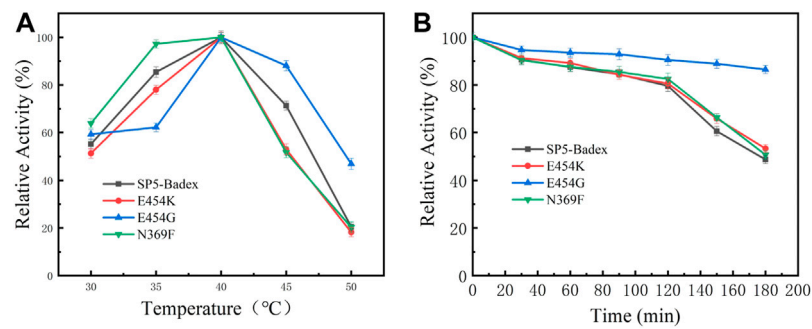 A
Relative Activity (%)
100
80
60
40
20
0
SP5-Badex
E454K
E454G
N369F
30 35 40 45 50
Temperature（℃）
B
Relative Activity (%)
100
80
60
40
20
0
SP5-Badex
E454K
E454G
N369F
0 20 40 60 80 100 120 140 160 180 200
Time (min)